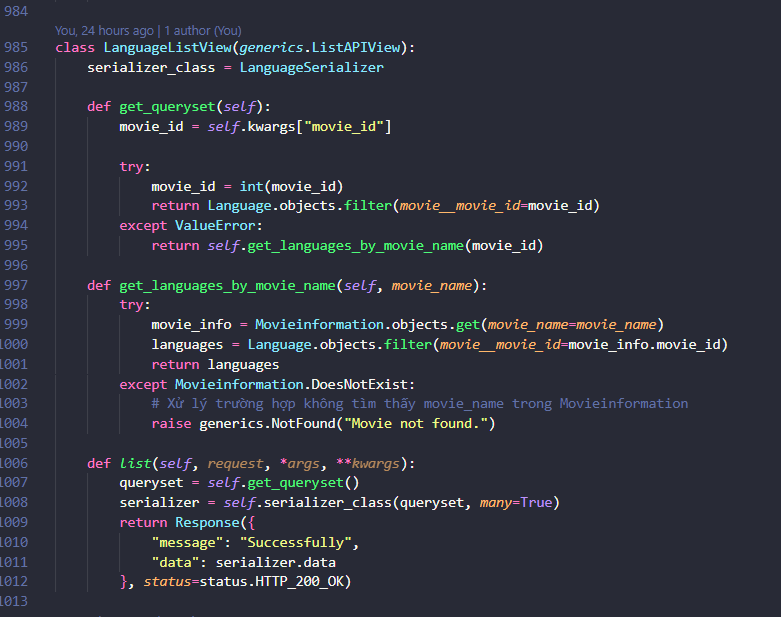 984
You, 24 hours ago | 1 author (You)
985 class LanguageListView(generics.ListAPIView):
986     serializer_class = LanguageSerializer
987
988     def get_queryset(self):
989         movie_id = self.kwargs["movie_id"]
990
991         try:
992             movie_id = int(movie_id)
993             return Language.objects.filter(movie__movie_id=movie_id)
994         except ValueError:
995             return self.get_languages_by_movie_name(movie_id)
996
997     def get_languages_by_movie_name(self, movie_name):
998         try:
999             movie_info = Movieinformation.objects.get(movie_name=movie_name)
1000             languages = Language.objects.filter(movie__movie_id=movie_info.movie_id)
1001             return languages
1002         except Movieinformation.DoesNotExist:
1003             # Xử lý trường hợp không tìm thấy movie_name trong Movieinformation
1004             raise generics.NotFound("Movie not found.")
1005
1006     def list(self, request, *args, **kwargs):
1007         queryset = self.get_queryset()
1008         serializer = self.serializer_class(queryset, many=True)
1009         return Response({
1010             "message": "Successfully",
1011             "data": serializer.data
1012         }, status=status.HTTP_200_OK)
1013